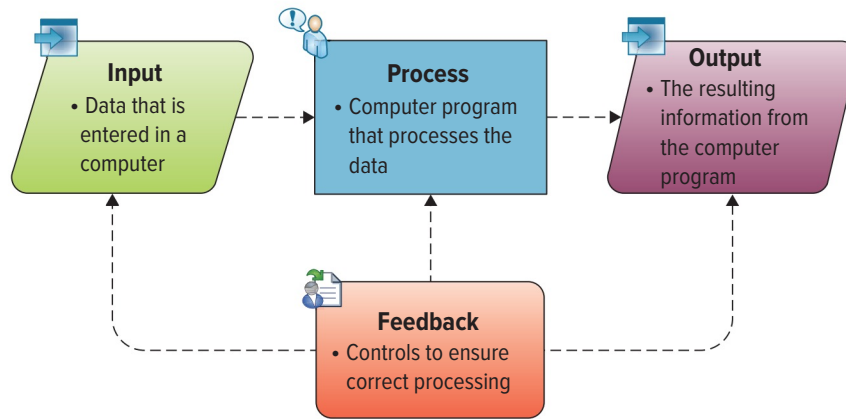 Input
• Data that is
entered in a
computer
Process
• Computer program
that processes the
data
Output
• The resulting
information from
the computer
program
Feedback
• Controls to ensure
correct processing